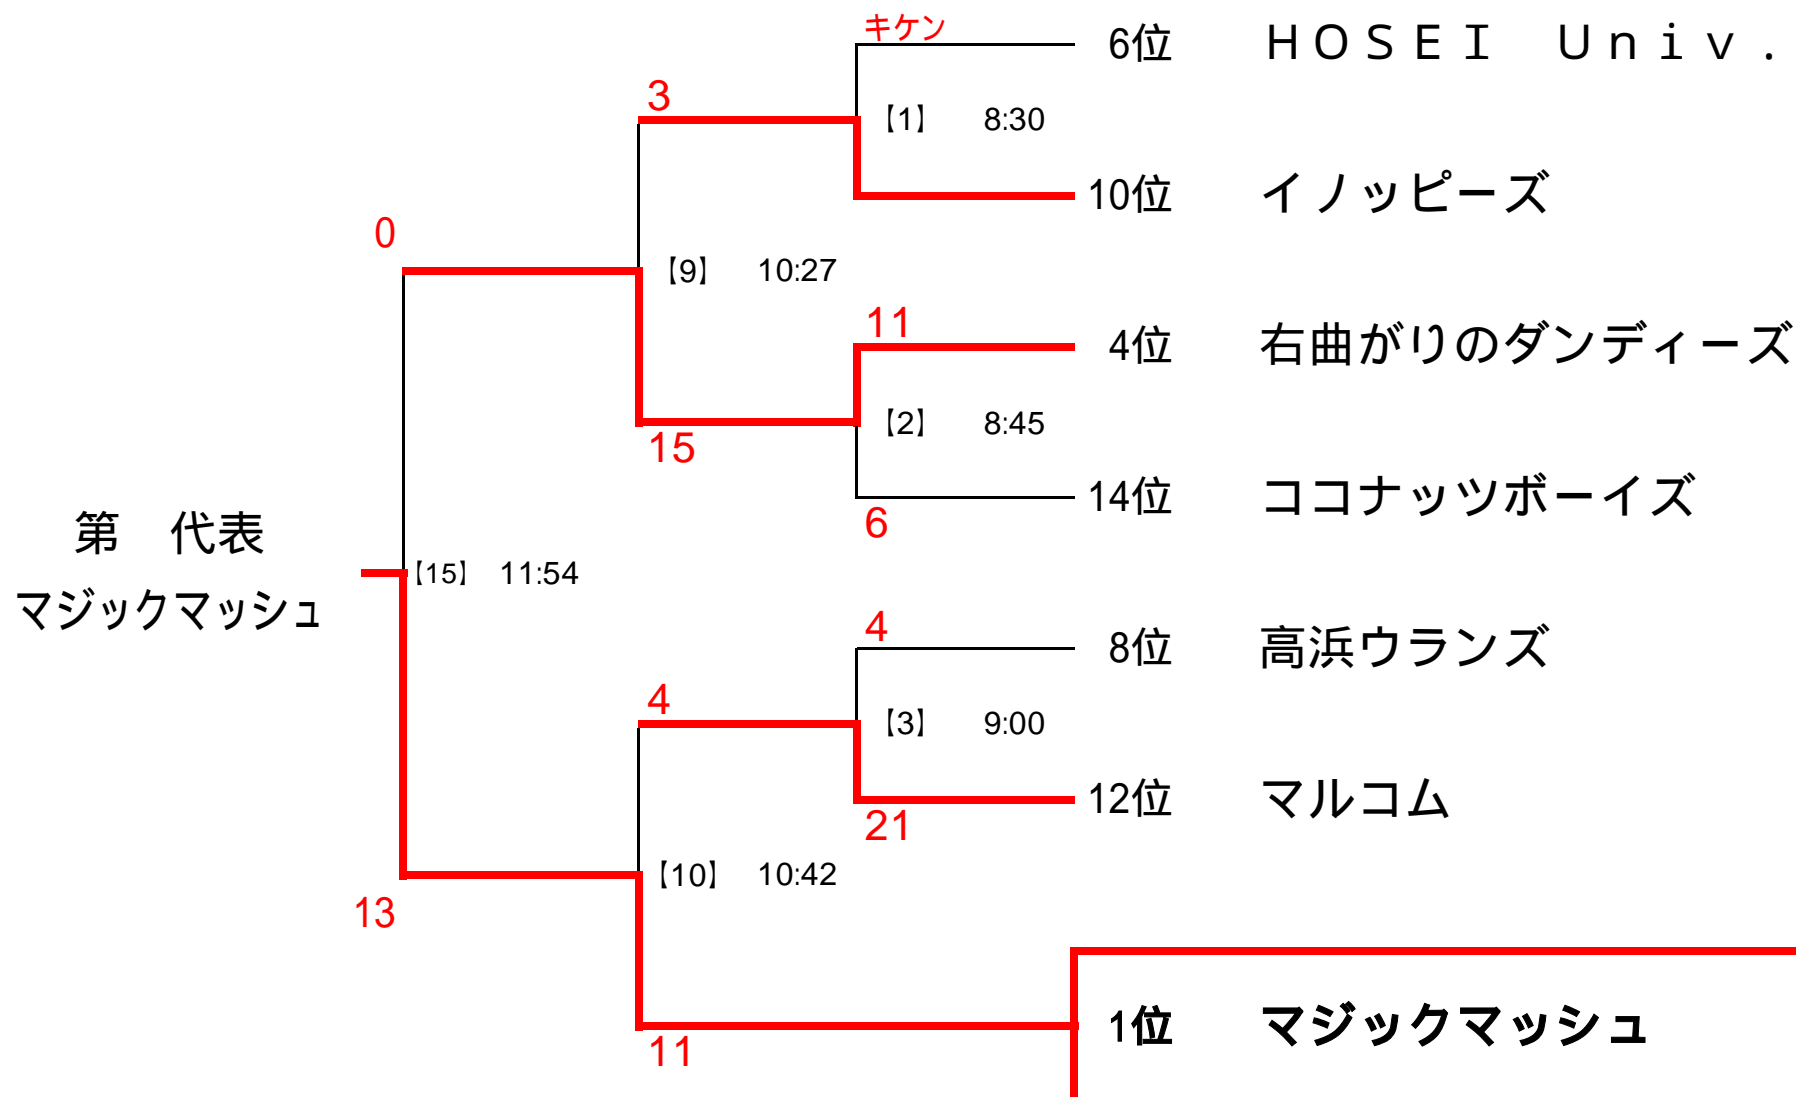 キケン
6位 ＨＯＳＥＩ Ｕｎｉｖ．
3
【1】 8:30
10位 イノッピーズ
0
【9】 10:27
11
4位 右曲がりのダンディーズ
15
【2】 8:45
14位 ココナッツボーイズ
6
第 代表
マジックマッシュ
【15】 11:54
4
8位 高浜ウランズ
4
【3】 9:00
12位 マルコム
21
【10】 10:42
13
1位 マジックマッシュ
11